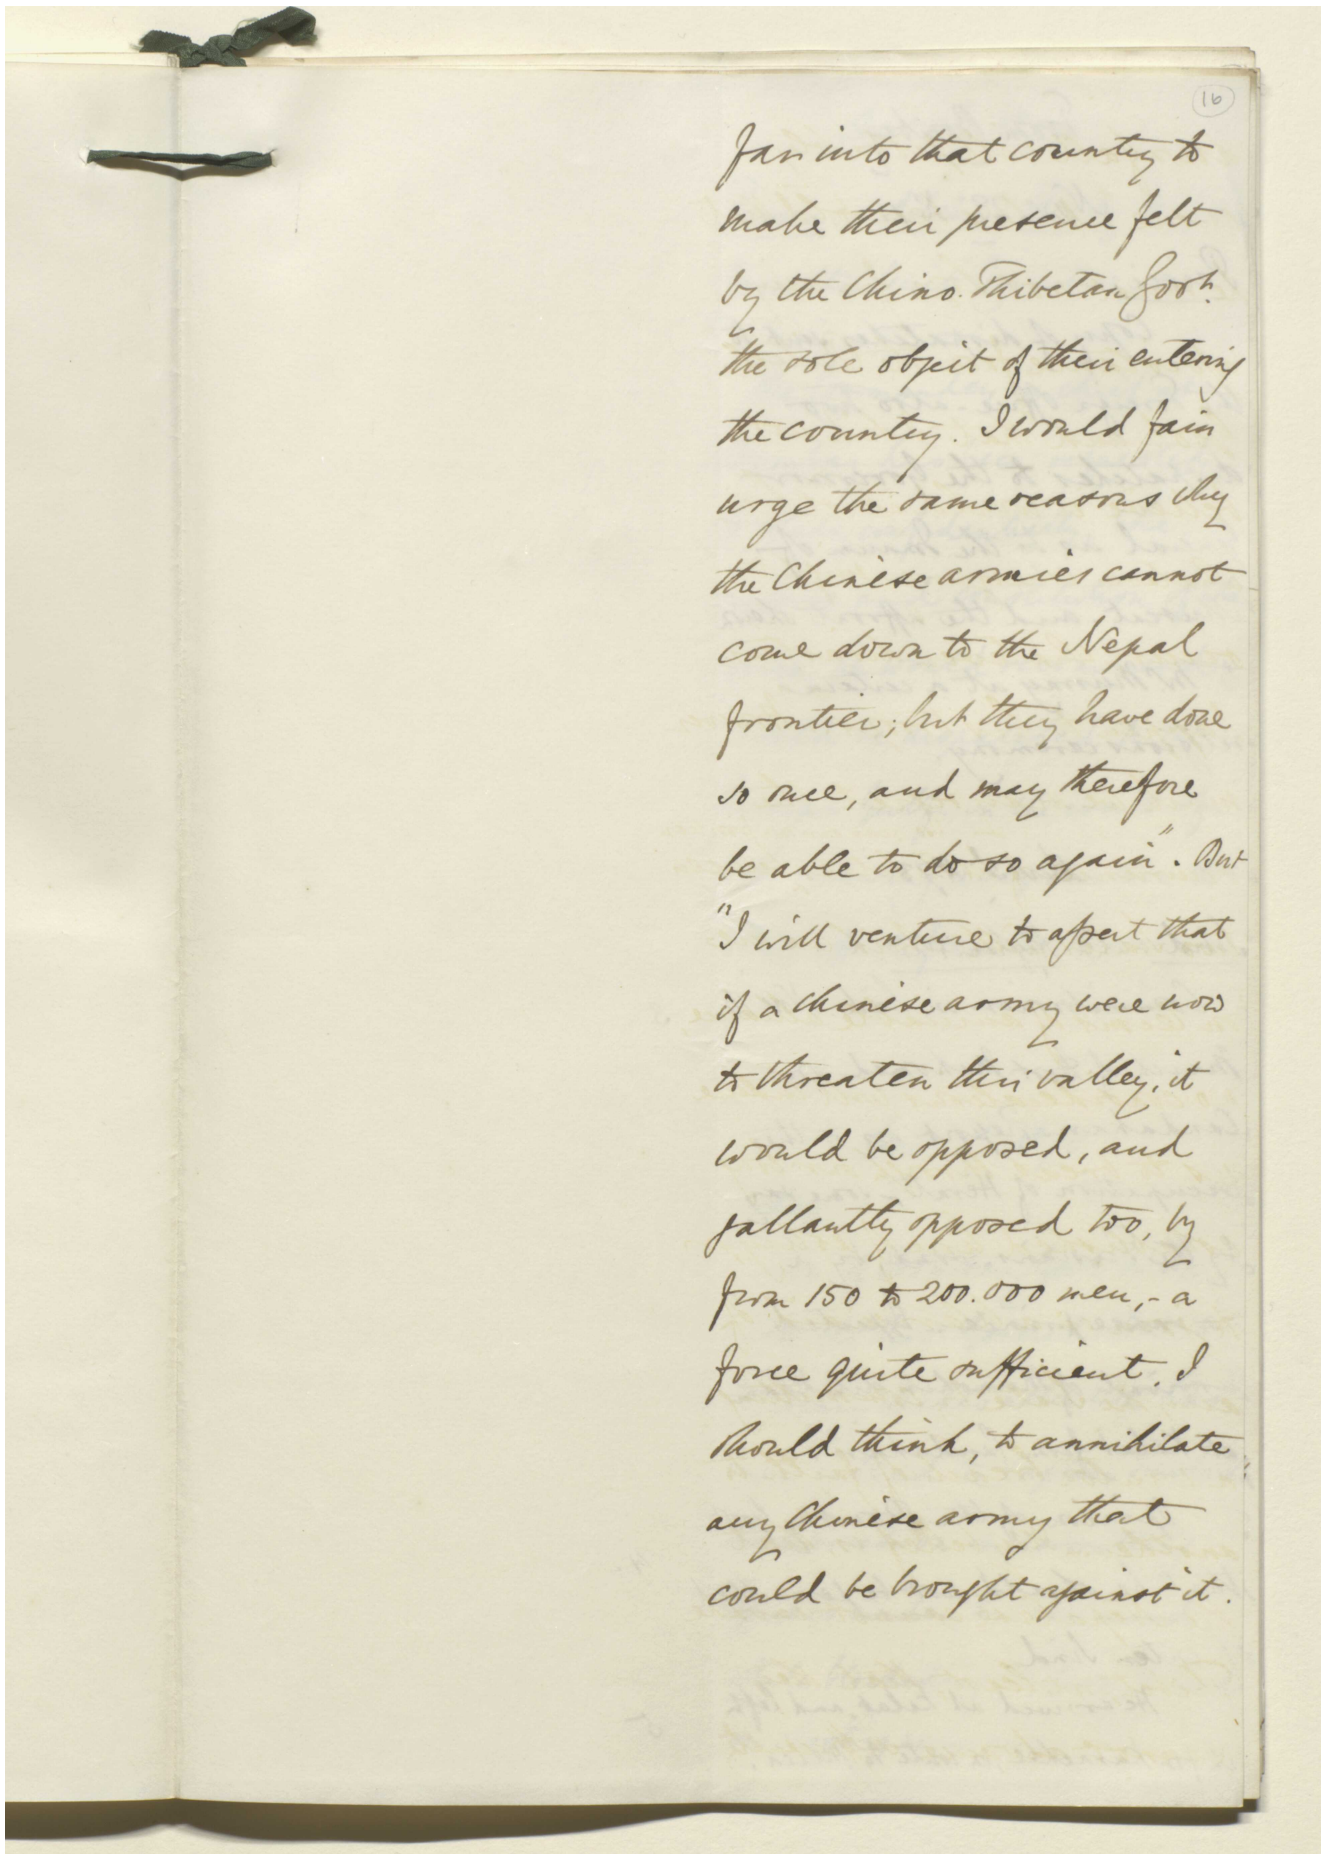 16
far into that country to
make their presence felt
by the Chino. Thibetan Govt.
the sole object of their entering
the country. I would fain
urge the same reasons why
the Chinese armies cannot
come down to the Nepal
frontier; but they have done
so once, and may therefore
be able to do so again". But
"I will venture to assert that
if a Chinese army were now
to threaten this valley, it
would be opposed, and
gallantly opposed too, by
from 150 to 200.000 men, - a
force quite sufficient, I
should think, to annihilate
any Chinese army that
could be brought against it.